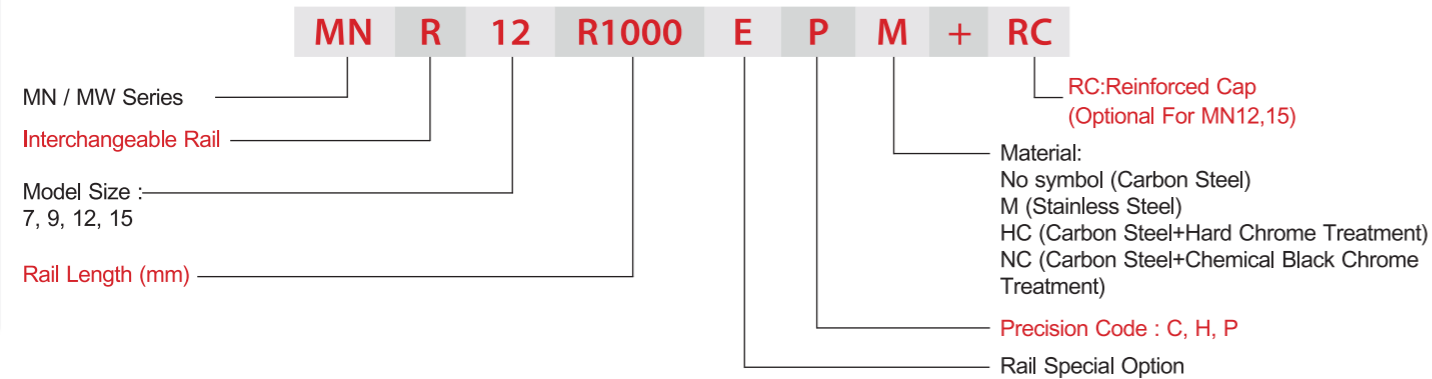 MN R 12 R1000 E P M + RC
MN / MW Series
Interchangeable Rail
Model Size :
7, 9, 12, 15
Rail Length (mm)
RC:Reinforced Cap
(Optional For MN12,15)
Material:
No symbol (Carbon Steel)
M (Stainless Steel)
HC (Carbon Steel+Hard Chrome Treatment)
NC (Carbon Steel+Chemical Black Chrome
Treatment)
Precision Code : C, H, P
Rail Special Option